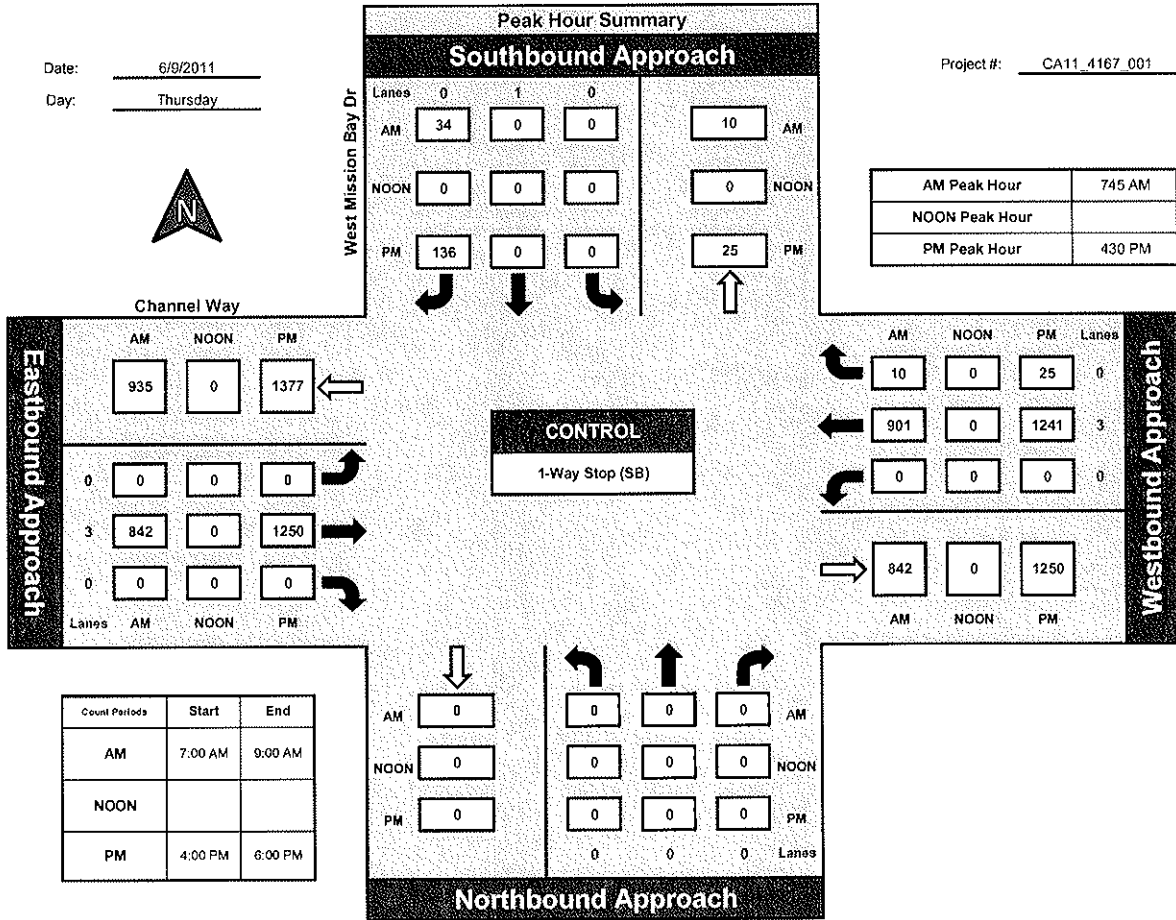 Peak Hour Summary
Southbound Approach
Date: 6/9/2011
Day: Thursday
Project #: CA11_4167_001
N
West Mission Bay Dr
Lanes 0 1 0
AM 34 0 0 10 AM
NOON 0 0 0 0 NOON
PM 136 0 0 25 PM
AM Peak Hour 745 AM
NOON Peak Hour
PM Peak Hour 430 PM
Channel Way
Eastbound Approach
AM NOON PM
935 0 1377
0 0 0 0
3 842 0 1250
0 0 0 0
Lanes AM NOON PM
CONTROL
1-Way Stop (SB)
AM NOON PM Lanes
10 0 25 0
901 0 1241 3
0 0 0 0
842 0 1250
AM NOON PM
Westbound Approach
Count Periods Start End
AM 7:00 AM 9:00 AM
NOON
PM 4:00 PM 6:00 PM
AM 0 0 0 0 AM
NOON 0 0 0 0 NOON
PM 0 0 0 0 PM
0 0 0 Lanes
Northbound Approach